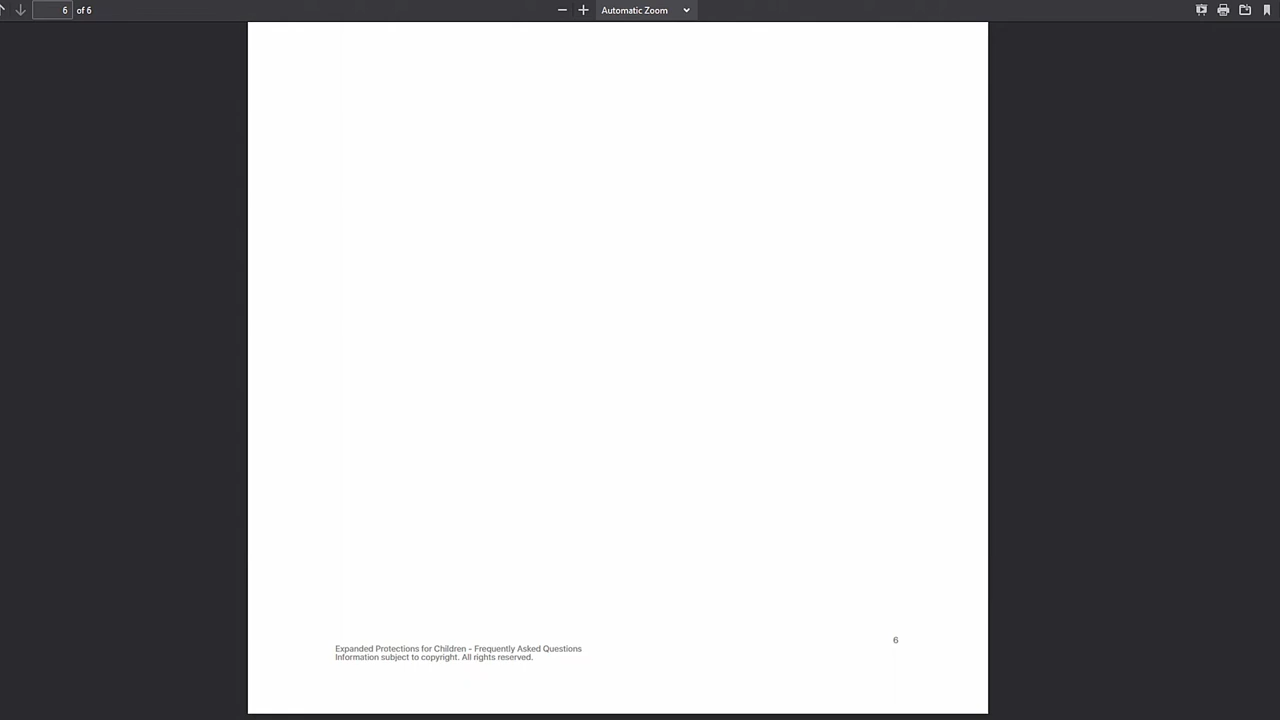 6 of 6 Automatic Zoom
6
Expanded Protections for Children - Frequently Asked Questions
Information subject to copyright. All rights reserved.